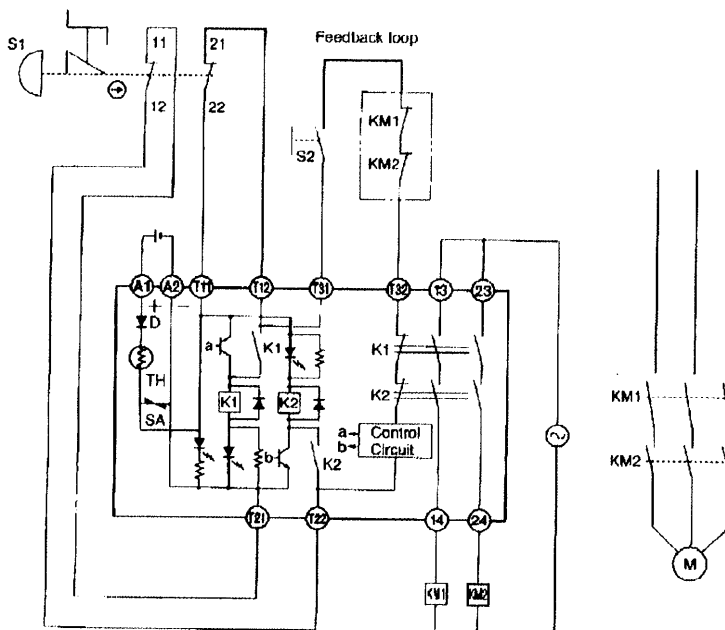 Feedback loop
S1
11
21
12
22
S2
KM1
KM2
A1
A2
T11
T12
T31
T32
13
23
+
−
D
a
K1
K1
TH
K1
K2
K2
SA
a
b
Control
Circuit
b
K2
KM1
KM2
T21
T22
14
24
M
KM1
KM2